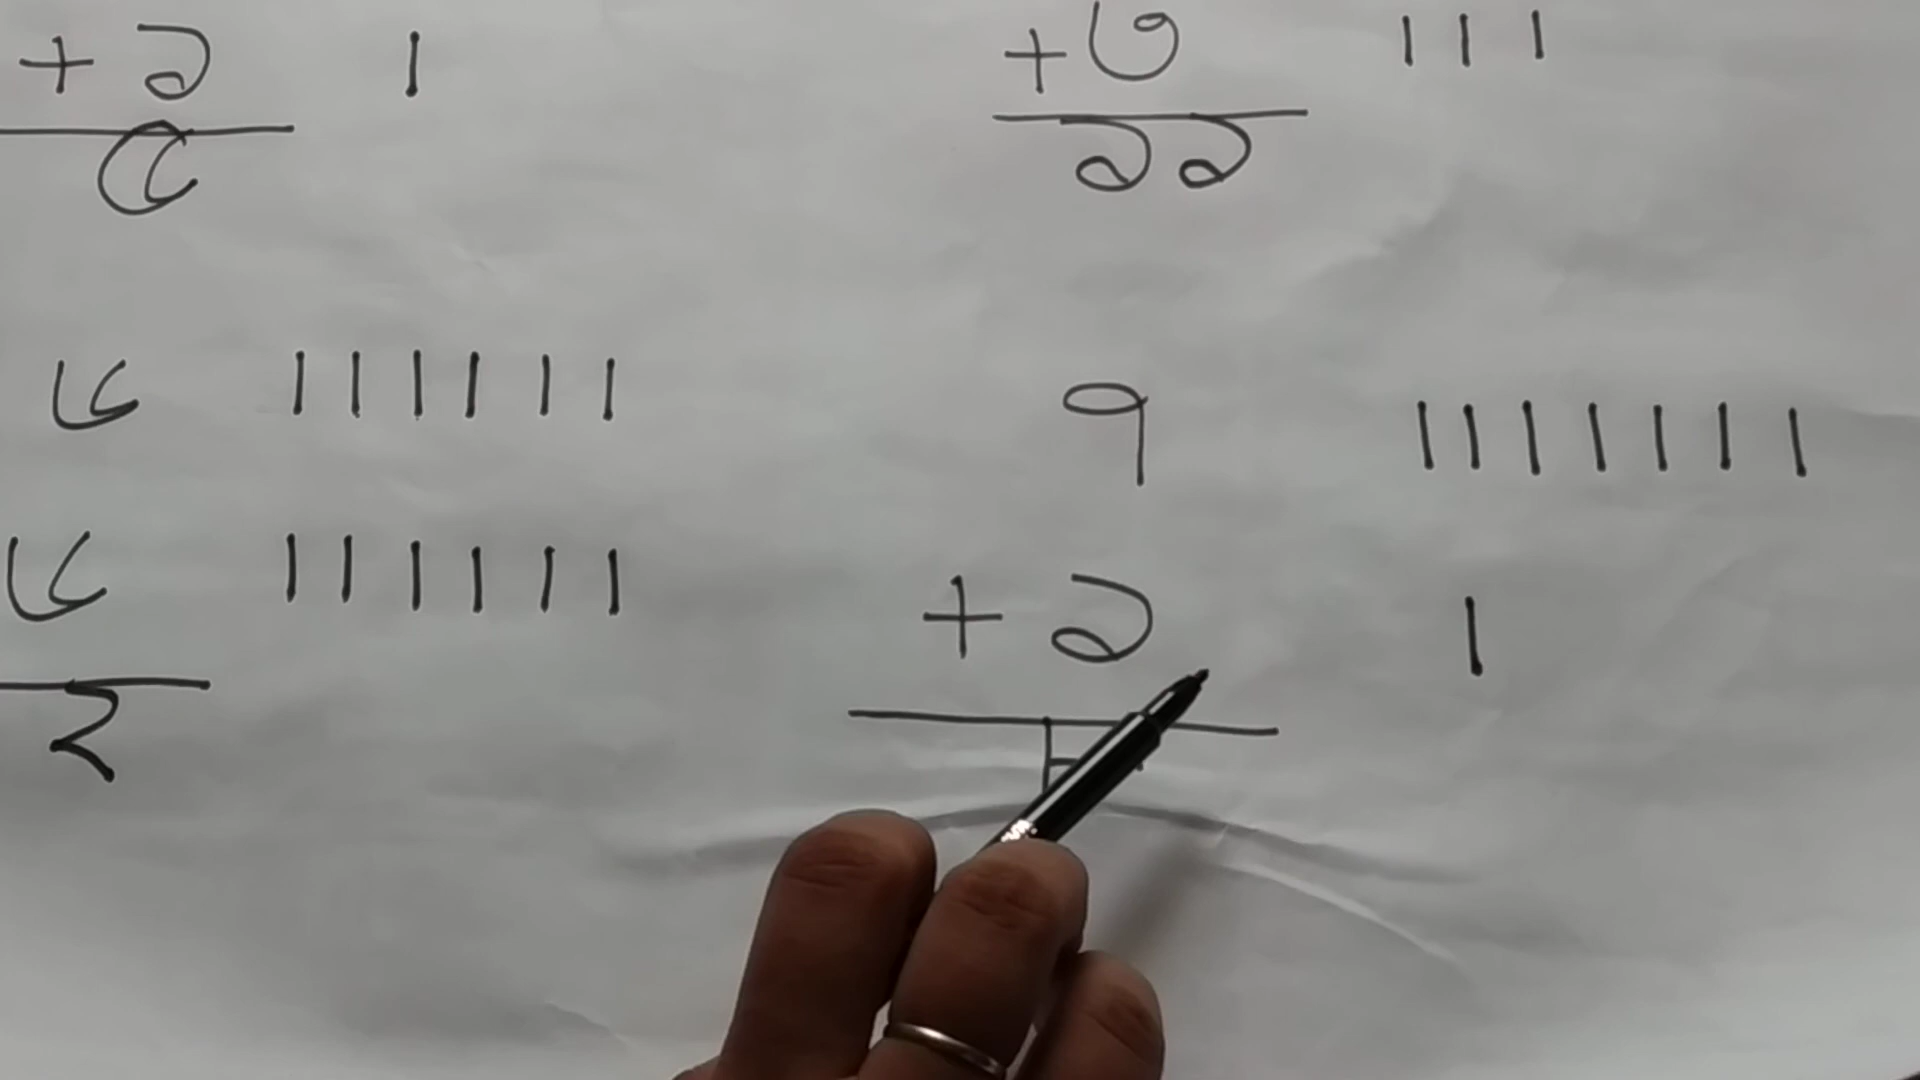 + ১ |
৫
+ ৩ | | |
১১
৬ | | | | | |
৬ | | | | | |
২
৭ | | | | | | |
+ ১ |